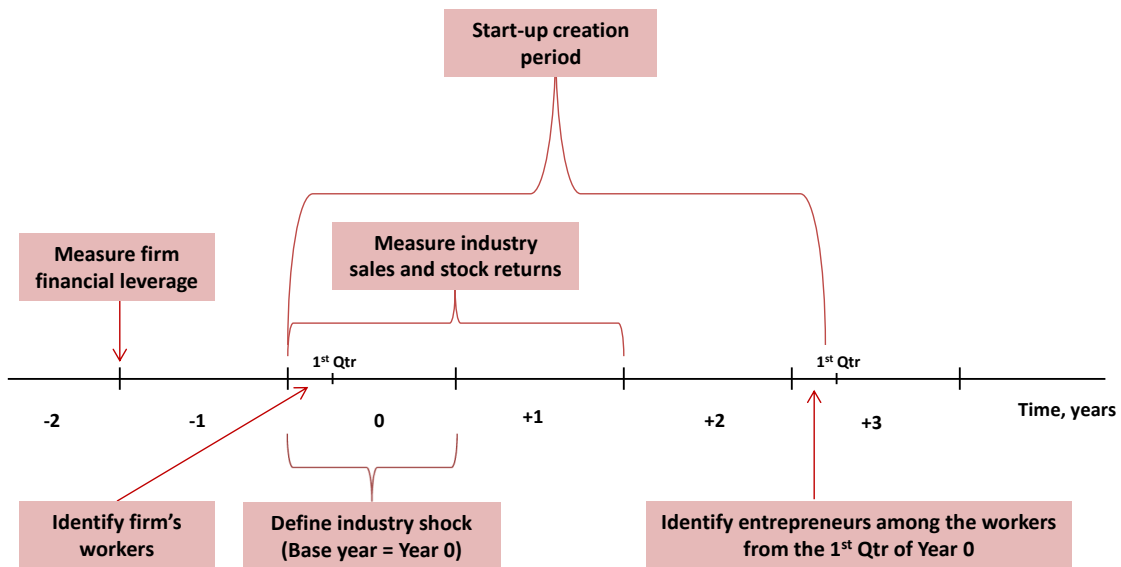 Start-up creation
period
Measure firm
financial leverage
Measure industry
sales and stock returns
1st Qtr
1st Qtr
-2
-1
0
+1
+2
+3
Time, years
Identify firm's
workers
Define industry shock
(Base year = Year 0)
Identify entrepreneurs among the workers
from the 1st Qtr of Year 0